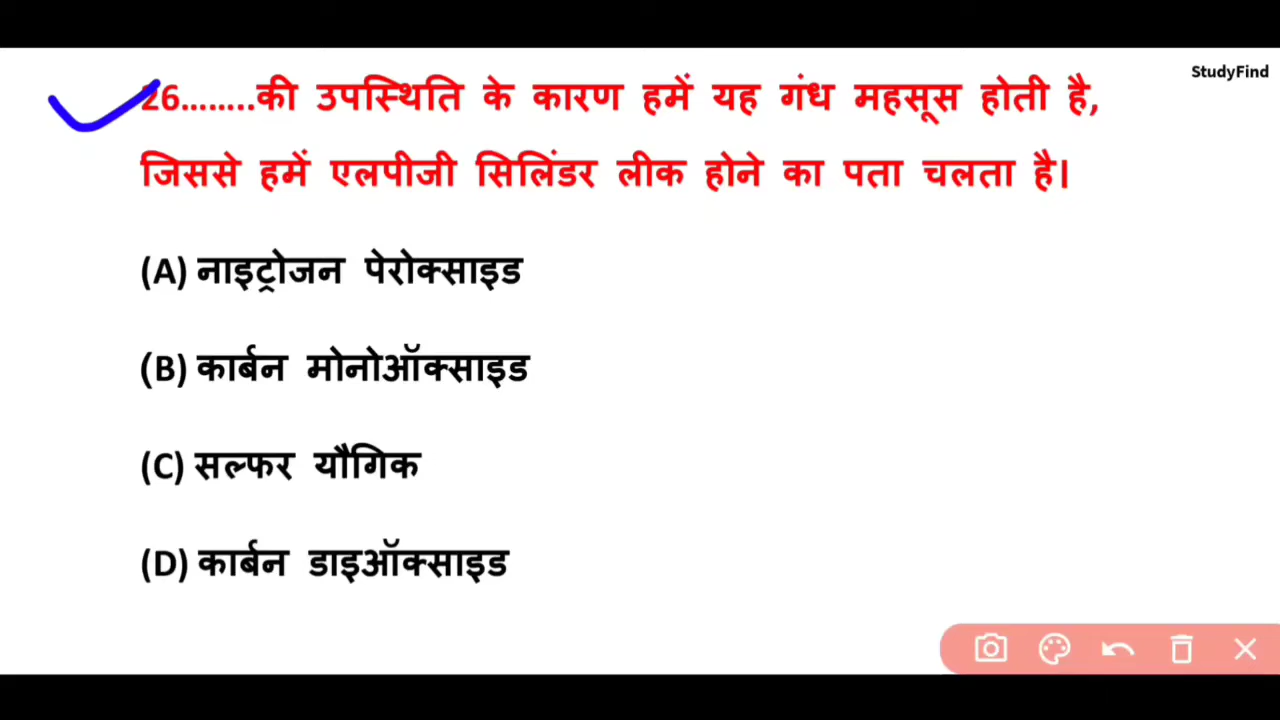 StudyFind
26........की उपस्थिति के कारण हमें यह गंध महसूस होती है,
जिससे हमें एलपीजी सिलिंडर लीक होने का पता चलता है।
(A) नाइट्रोजन पेरोक्साइड
(B) कार्बन मोनोऑक्साइड
(C) सल्फर यौगिक
(D) कार्बन डाइऑक्साइड